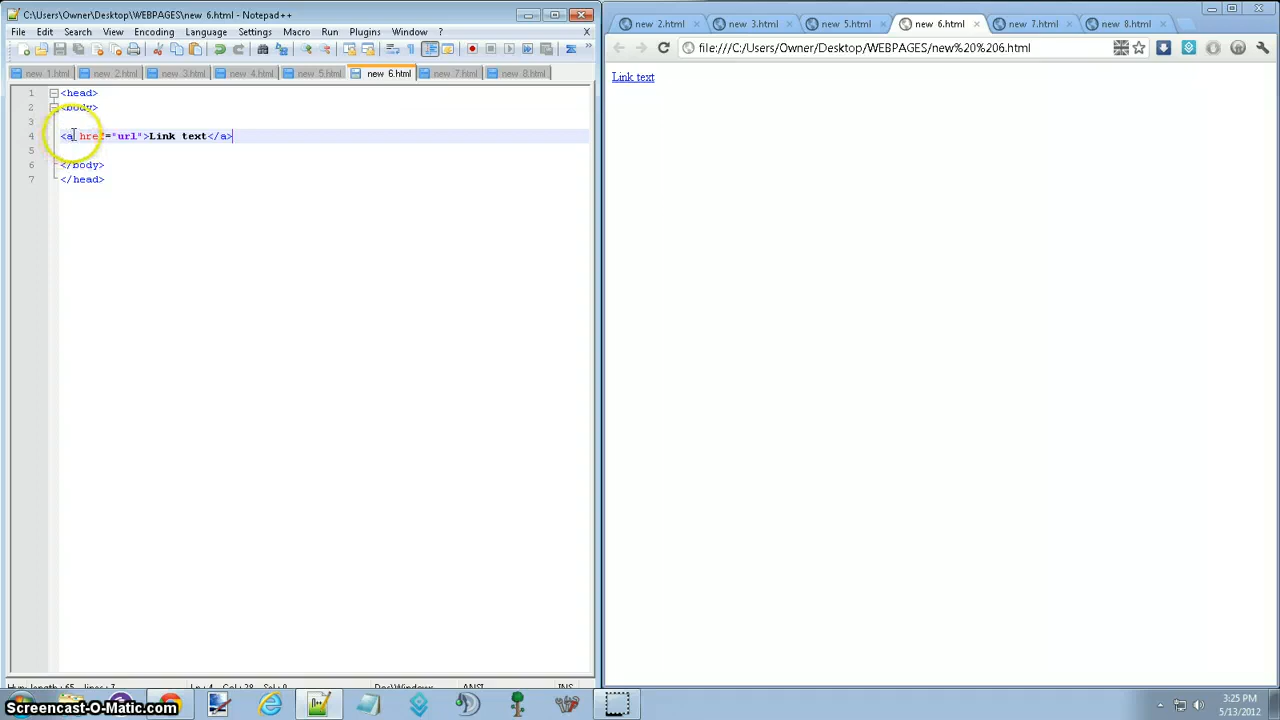 C:\Users\Owner\Desktop\WEBPAGES\new 6.html - Notepad++
File Edit Search View Encoding Language Setting Macro Run Plugins Window ? X
new 1.html new 2.html new 3.html new 4.html new 5.html new 6.html new 7.html new 8.html
1 <head>
2 <body>
3
4 <a href="url">Link text</a>
5
6 </body>
7 </head>
new 2.html new 3.html new 5.html new 6.html new 7.html new 8.html
file:///C:/Users/Owner/Desktop/WEBPAGES/new%20%206.html
Link text
Screencast-O-Matic.com
3:25 PM
5/13/2012